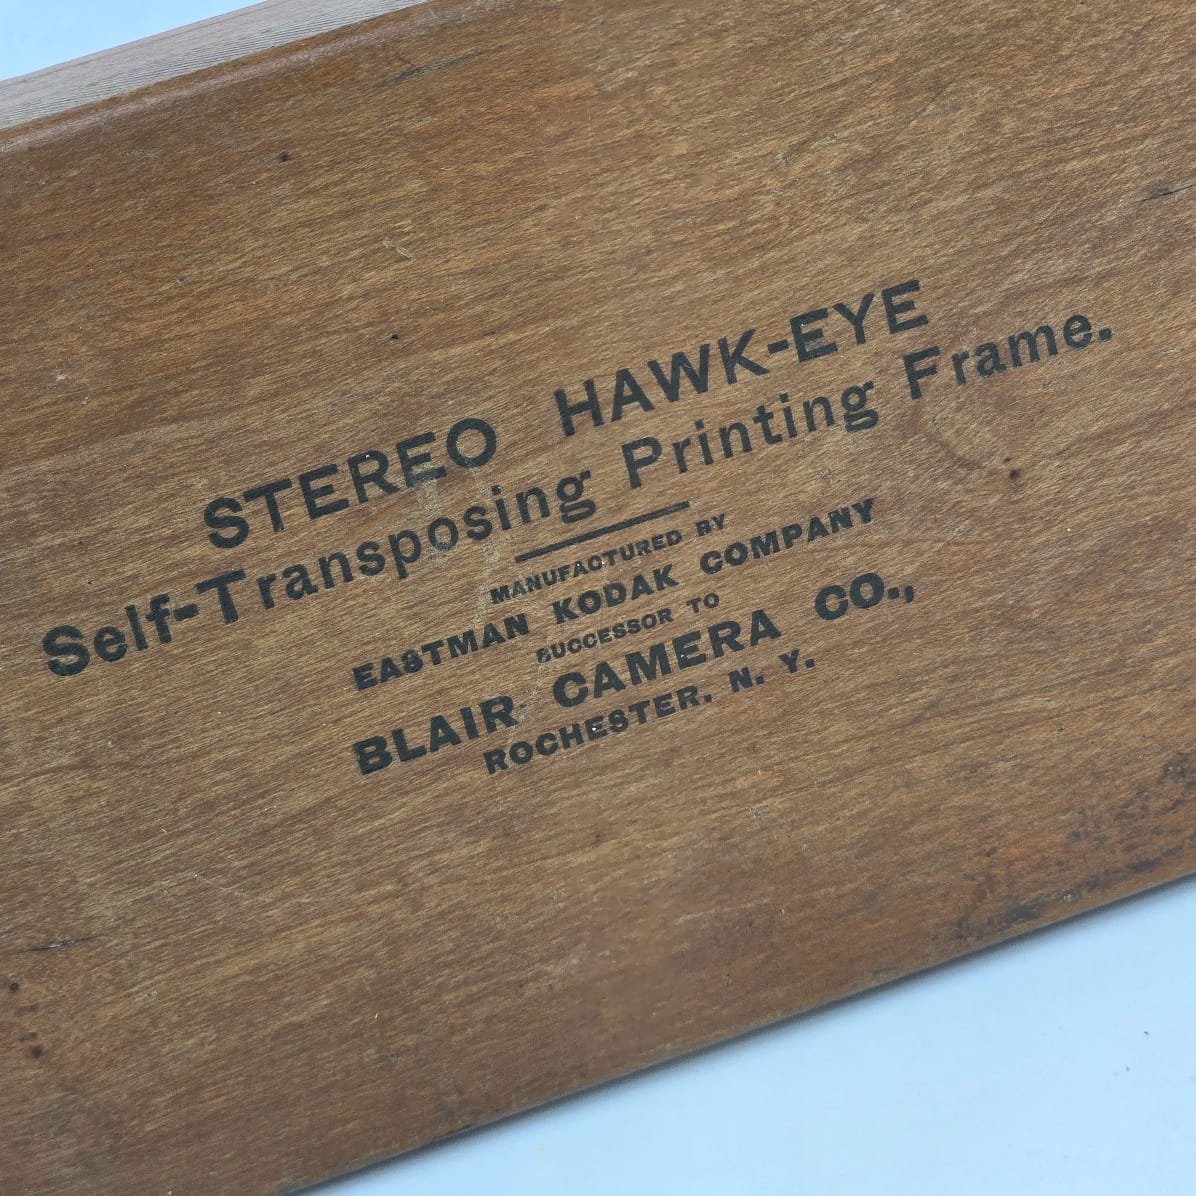 STEREO HAWK-EYE
Self-Transposing Printing Frame.
MANUFACTURED BY
EASTMAN KODAK COMPANY
SUCCESSOR TO
BLAIR CAMERA CO.,
ROCHESTER. N. Y.